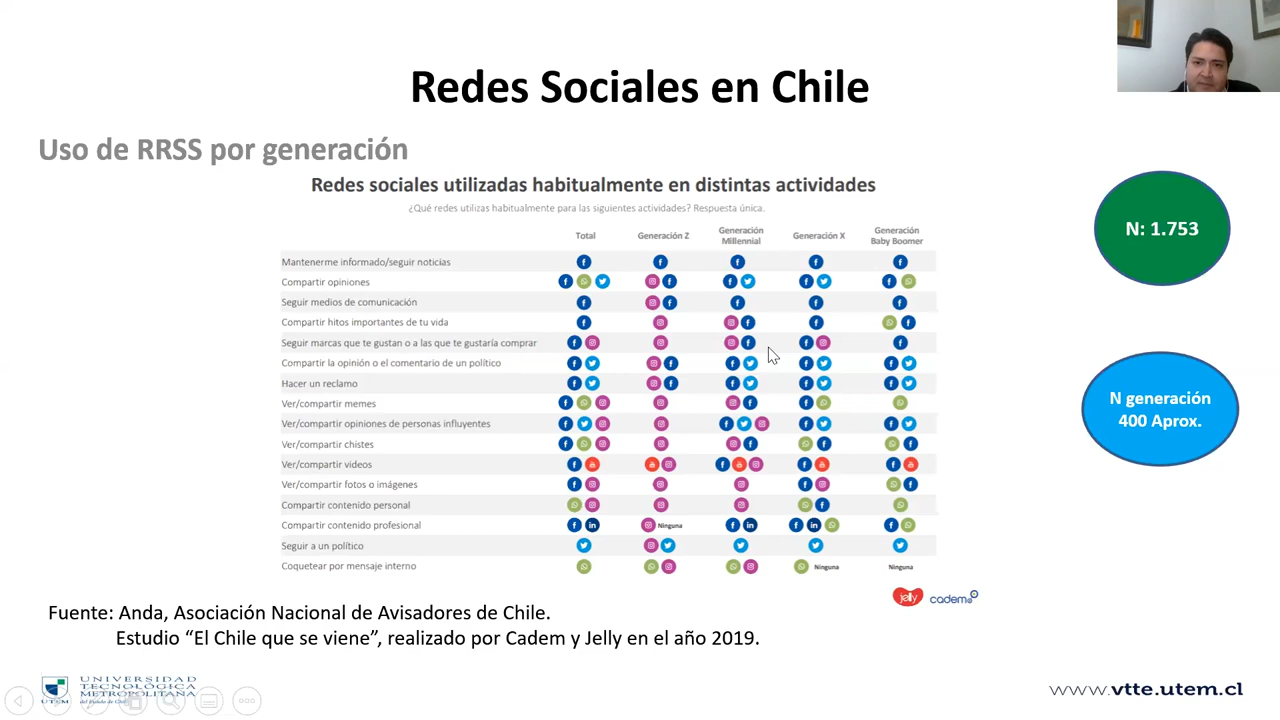 Redes Sociales en Chile
Uso de RRSS por generación
Redes sociales utilizadas habitualmente en distintas actividades
¿Qué redes utilizas habitualmente para las siguientes actividades? Respuesta única.
Total Generación Z Generación Millennial Generación X Generación Baby Boomer
Mantenerme informado/seguir noticias
Compartir opiniones
Seguir medios de comunicación
Compartir hitos importantes de tu vida
Seguir marcas que te gustan o a las que te gustaría comprar
Compartir la opinión o el comentario de un político
Hacer un reclamo
Ver/compartir memes
Ver/compartir opiniones de personas influyentes
Ver/compartir chistes
Ver/compartir videos
Ver/compartir fotos o imágenes
Compartir contenido personal
Compartir contenido profesional Ninguna
Seguir a un político
Coquetear por mensaje interno Ninguna Ninguna
N: 1.753
N generación
400 Aprox.
jelly cadem
Fuente: Anda, Asociación Nacional de Avisadores de Chile.
Estudio “El Chile que se viene”, realizado por Cadem y Jelly en el año 2019.
UTEM
UNIVERSIDAD
TECNOLÓGICA
METROPOLITANA
del Estado de Chile
www.vtte.utem.cl